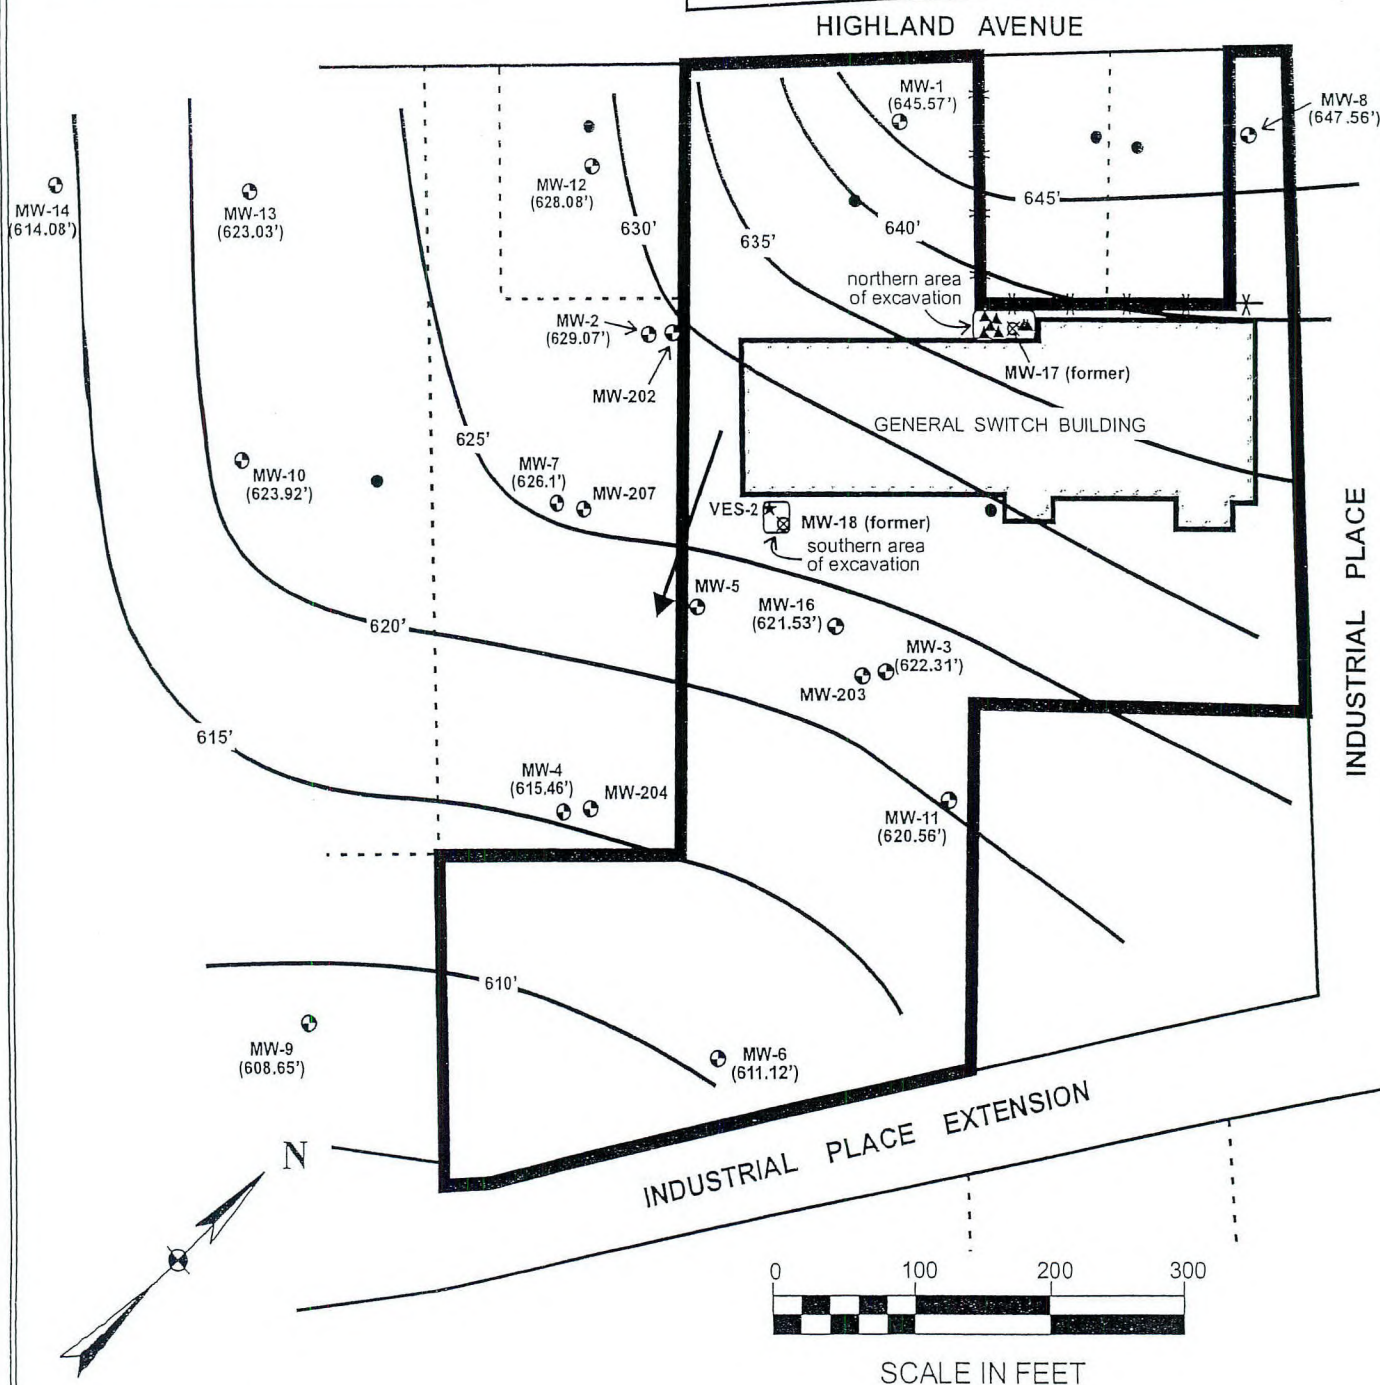 HIGHLAND AVENUE
MW-1
(645.57')
MW-8
(647.56')
MW-14
(614.08')
MW-13
(623.03')
MW-12
(628.08')
630'
635'
640'
645'
northern area
of excavation
MW-2
(629.07')
MW-202
MW-17 (former)
GENERAL SWITCH BUILDING
625'
MW-10
(623.92')
MW-7
(626.1')
MW-207
VES-2
MW-18 (former)
southern area
of excavation
INDUSTRIAL PLACE
MW-5
MW-16
(621.53')
MW-3
(622.31')
MW-203
620'
615'
MW-4
(615.46')
MW-204
MW-11
(620.56')
610'
MW-9
(608.65')
MW-6
(611.12')
INDUSTRIAL PLACE EXTENSION
N
0 100 200 300
SCALE IN FEET